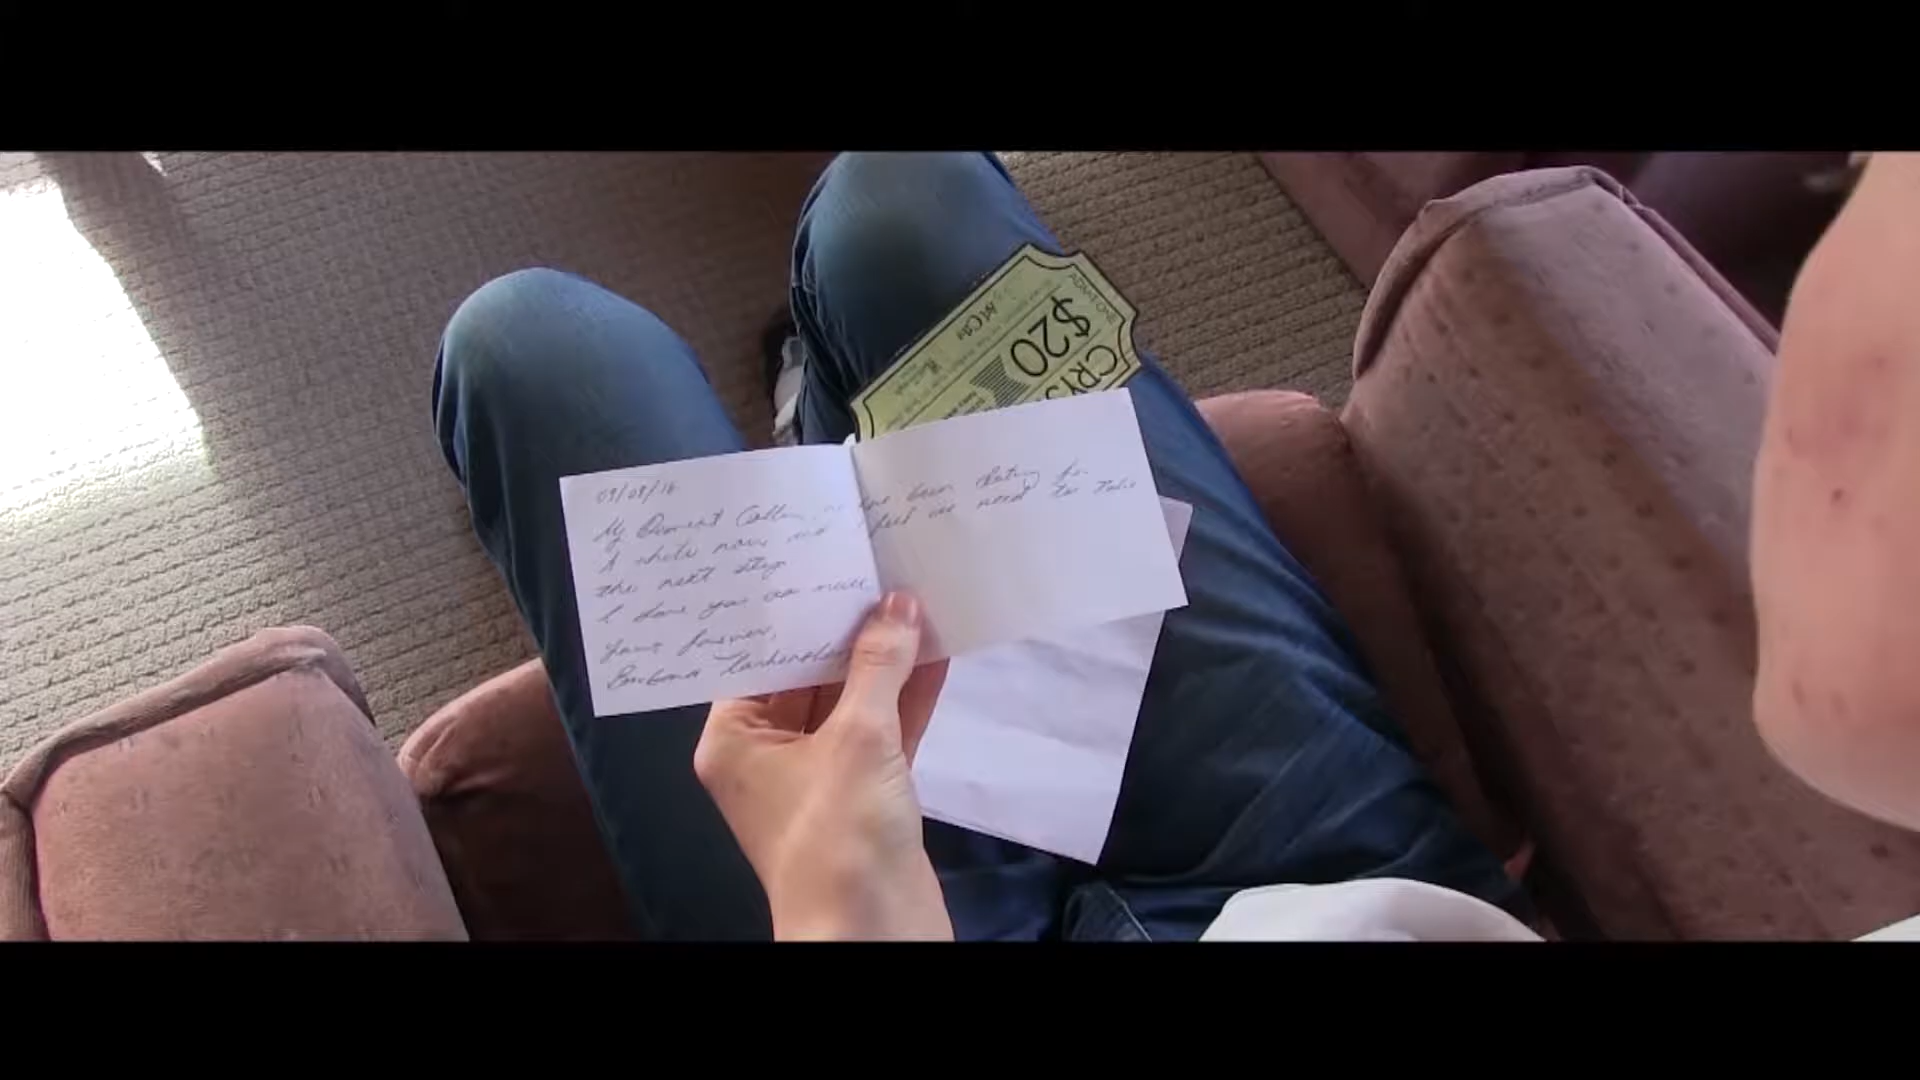 09/08/16
My Dearest Collin, we have been dating for
A while now, and I feel we need to take
the next step
I love you so much
Yours forever,
Barbara
ADMIT ONE
$20
CRYS